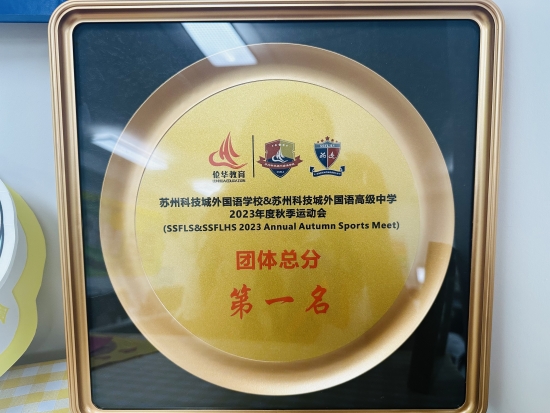 伯华教育
苏州科技城外国语学校&苏州科技城外国语高级中学
2023年度秋季运动会
(SSFLS&SSFLHS 2023 Annual Autumn Sports Meet)
团体总分
第一名